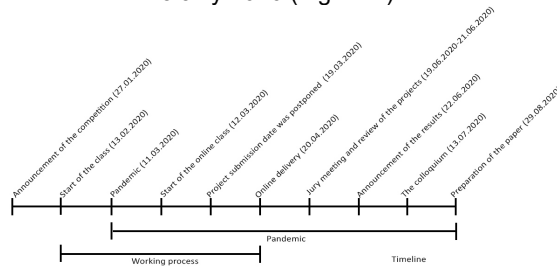 Announcement of the competition (27.01.2020)
Start of the class (13.02.2020)
Pandemic (11.03.2020)
Start of the online class (12.03.2020)
Project submission date was postponed (19.03.2020)
Online delivery (20.04.2020)
Jury meeting and review of the projects (19.06.2020-21.06.2020)
Announcement of the results (22.06.2020)
The colloquium (13.07.2020)
Preparation of the paper (29.08.2020)
Pandemic
Working process
Timeline